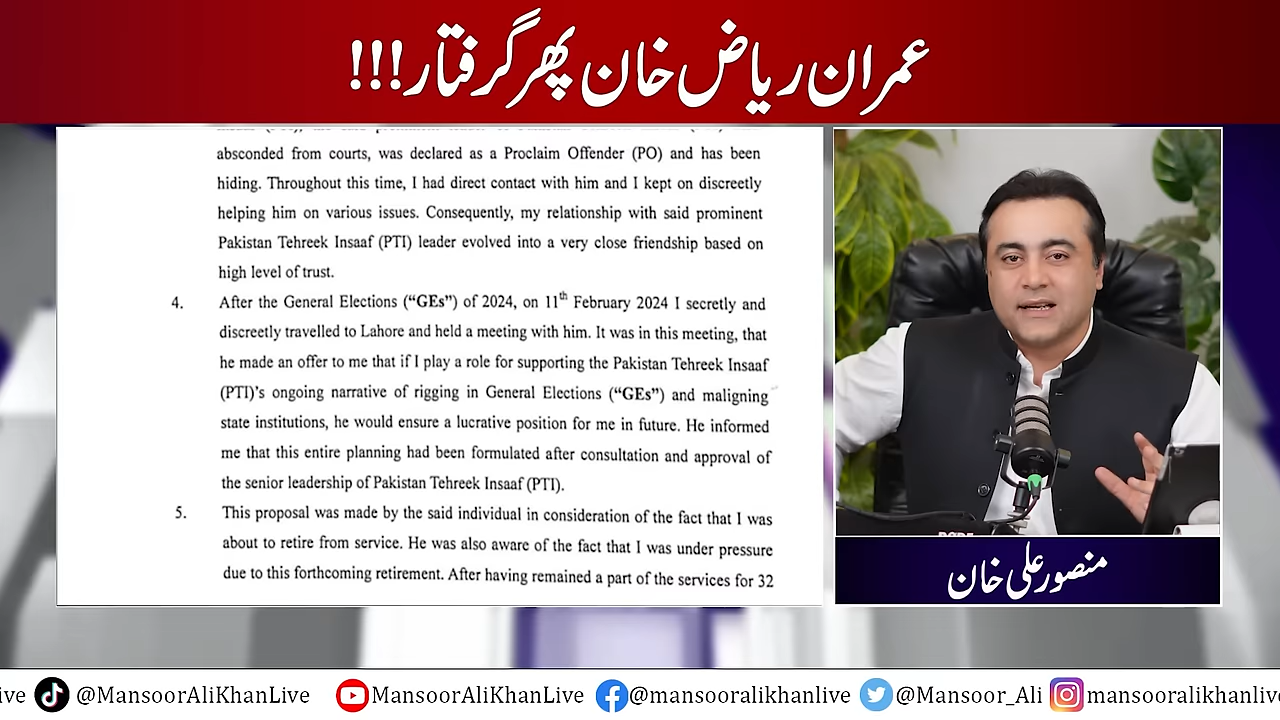 عمران ریاض خان پھر گرفتار!!!
absconded from courts, was declared as a Proclaim Offender (PO) and has been
hiding. Throughout this time, I had direct contact with him and I kept on discreetly
helping him on various issues. Consequently, my relationship with said prominent
Pakistan Tehreek Insaaf (PTI) leader evolved into a very close friendship based on
high level of trust.
4. After the General Elections (“GEs”) of 2024, on 11th February 2024 I secretly and
discreetly travelled to Lahore and held a meeting with him. It was in this meeting, that
he made an offer to me that if I play a role for supporting the Pakistan Tehreek Insaaf
(PTI)’s ongoing narrative of rigging in General Elections (“GEs”) and maligning
state institutions, he would ensure a lucrative position for me in future. He informed
me that this entire planning had been formulated after consultation and approval of
the senior leadership of Pakistan Tehreek Insaaf (PTI).
5. This proposal was made by the said individual in consideration of the fact that I was
about to retire from service. He was also aware of the fact that I was under pressure
due to this forthcoming retirement. After having remained a part of the services for 32
منصور علی خان
ive @MansoorAliKhanLive MansoorAliKhanLive @mansooralikhanlive @Mansoor_Ali mansooralikhanlive